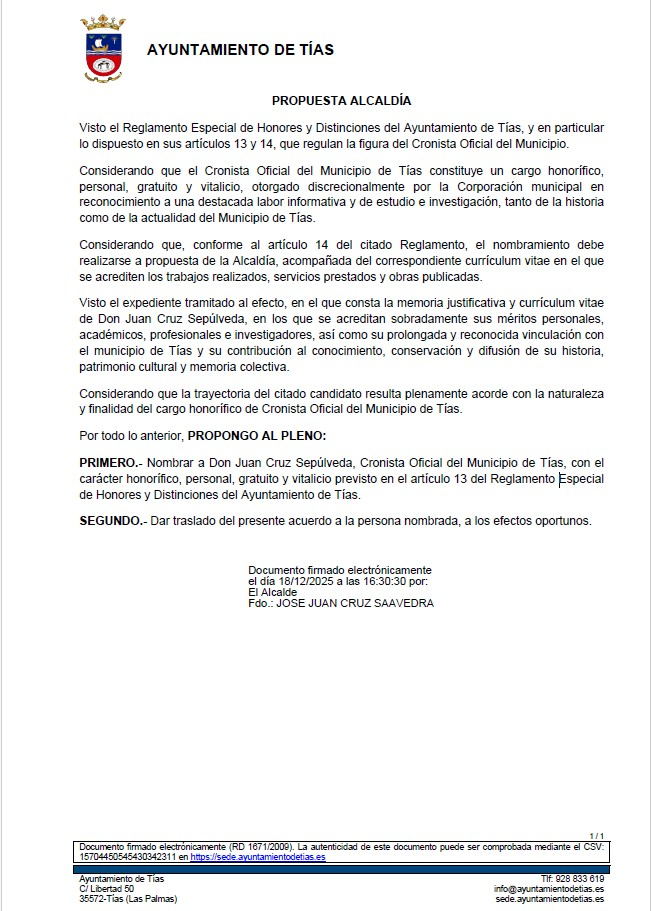 AYUNTAMIENTO DE TÍAS
PROPUESTA ALCALDÍA
Visto el Reglamento Especial de Honores y Distinciones del Ayuntamiento de Tías, y en particular
lo dispuesto en sus artículos 13 y 14, que regulan la figura del Cronista Oficial del Municipio.
Considerando que el Cronista Oficial del Municipio de Tías constituye un cargo honorífico,
personal, gratuito y vitalicio, otorgado discrecionalmente por la Corporación municipal en
reconocimiento a una destacada labor informativa y de estudio e investigación, tanto de la historia
como de la actualidad del Municipio de Tías.
Considerando que, conforme al artículo 14 del citado Reglamento, el nombramiento debe
realizarse a propuesta de la Alcaldía, acompañada del correspondiente currículum vitae en el que
se acrediten los trabajos realizados, servicios prestados y obras publicadas.
Visto el expediente tramitado al efecto, en el que consta la memoria justificativa y currículum vitae
de Don Juan Cruz Sepúlveda, en los que se acreditan sobradamente sus méritos personales,
académicos, profesionales e investigadores, así como su prolongada y reconocida vinculación con
el municipio de Tías y su contribución al conocimiento, conservación y difusión de su historia,
patrimonio cultural y memoria colectiva.
Considerando que la trayectoria del citado candidato resulta plenamente acorde con la naturaleza
y finalidad del cargo honorífico de Cronista Oficial del Municipio de Tías.
Por todo lo anterior, PROPONGO AL PLENO:
PRIMERO.- Nombrar a Don Juan Cruz Sepúlveda, Cronista Oficial del Municipio de Tías, con el
carácter honorífico, personal, gratuito y vitalicio previsto en el artículo 13 del Reglamento Especial
de Honores y Distinciones del Ayuntamiento de Tías.
SEGUNDO.- Dar traslado del presente acuerdo a la persona nombrada, a los efectos oportunos.
Documento firmado electrónicamente
el día 18/12/2025 a las 16:30:30 por:
El Alcalde
Fdo.: JOSE JUAN CRUZ SAAVEDRA
1 / 1
Documento firmado electrónicamente (RD 1671/2009). La autenticidad de este documento puede ser comprobada mediante el CSV:
15704450545430342311 en https://sede.ayuntamientodetias.es
Ayuntamiento de Tías
C/ Libertad 50
35572-Tías (Las Palmas)
Tlf: 928 833 619
info@ayuntamientodetias.es
sede.ayuntamientodetias.es